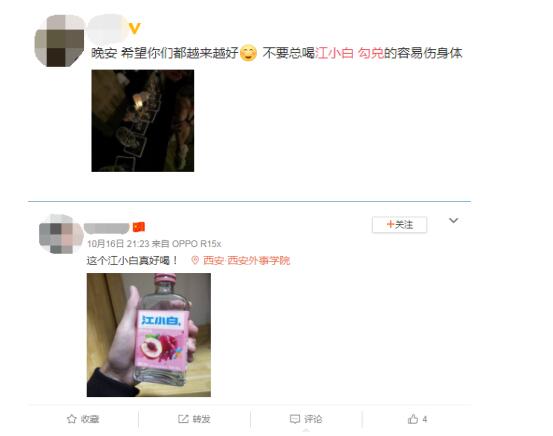 晚安 希望你们都越来越好 不要总喝江小白 勾兑的容易伤身体
+关注
10月16日 21:23 来自 OPPO R15x
这个江小白真好喝！ 西安·西安外事学院
江小白
收藏 转发 评论 4